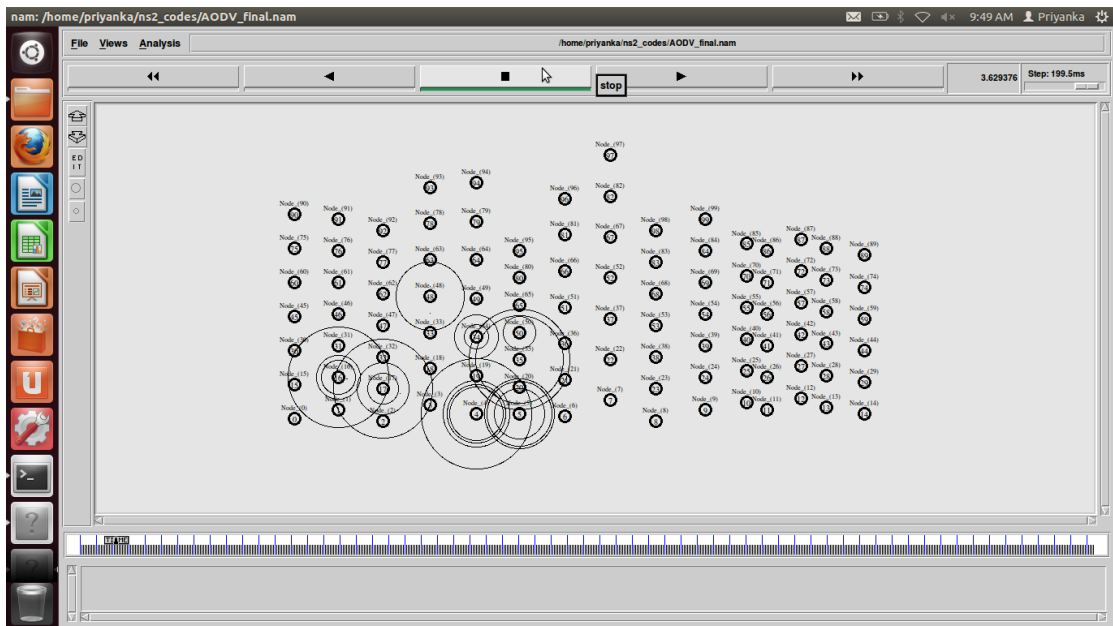 nam: /home/priyanka/ns2_codes/AODV_final.nam
9:49 AM Priyanka
File Views Analysis /home/priyanka/ns2_codes/AODV_final.nam
3.629376 Step: 199.5ms
stop
ED
IT
Node_(97)
Node_(93) Node_(94)
Node_(96) Node_(82)
Node_(90) Node_(91) Node_(92) Node_(78) Node_(79) Node_(81) Node_(67) Node_(98) Node_(99)
Node_(75) Node_(76) Node_(77) Node_(63) Node_(64) Node_(95) Node_(83) Node_(84) Node_(85) Node_(86) Node_(87) Node_(88) Node_(89)
Node_(60) Node_(61) Node_(62) Node_(48) Node_(49) Node_(80) Node_(66) Node_(52) Node_(68) Node_(69) Node_(70) Node_(71) Node_(72) Node_(73) Node_(74)
Node_(45) Node_(46) Node_(47) Node_(33) Node_(65) Node_(51) Node_(37) Node_(53) Node_(54) Node_(55) Node_(56) Node_(57) Node_(58) Node_(59)
Node_(31) Node_(32) Node_(18) Node_(19) Node_(36) Node_(22) Node_(38) Node_(39) Node_(40) Node_(41) Node_(42) Node_(43) Node_(44)
Node_(15) Node_(20) Node_(21) Node_(7) Node_(23) Node_(24) Node_(25) Node_(26) Node_(27) Node_(28) Node_(29)
Node_(2) Node_(3) Node_(6) Node_(8) Node_(9) Node_(10) Node_(11) Node_(12) Node_(13) Node_(14)
TIME